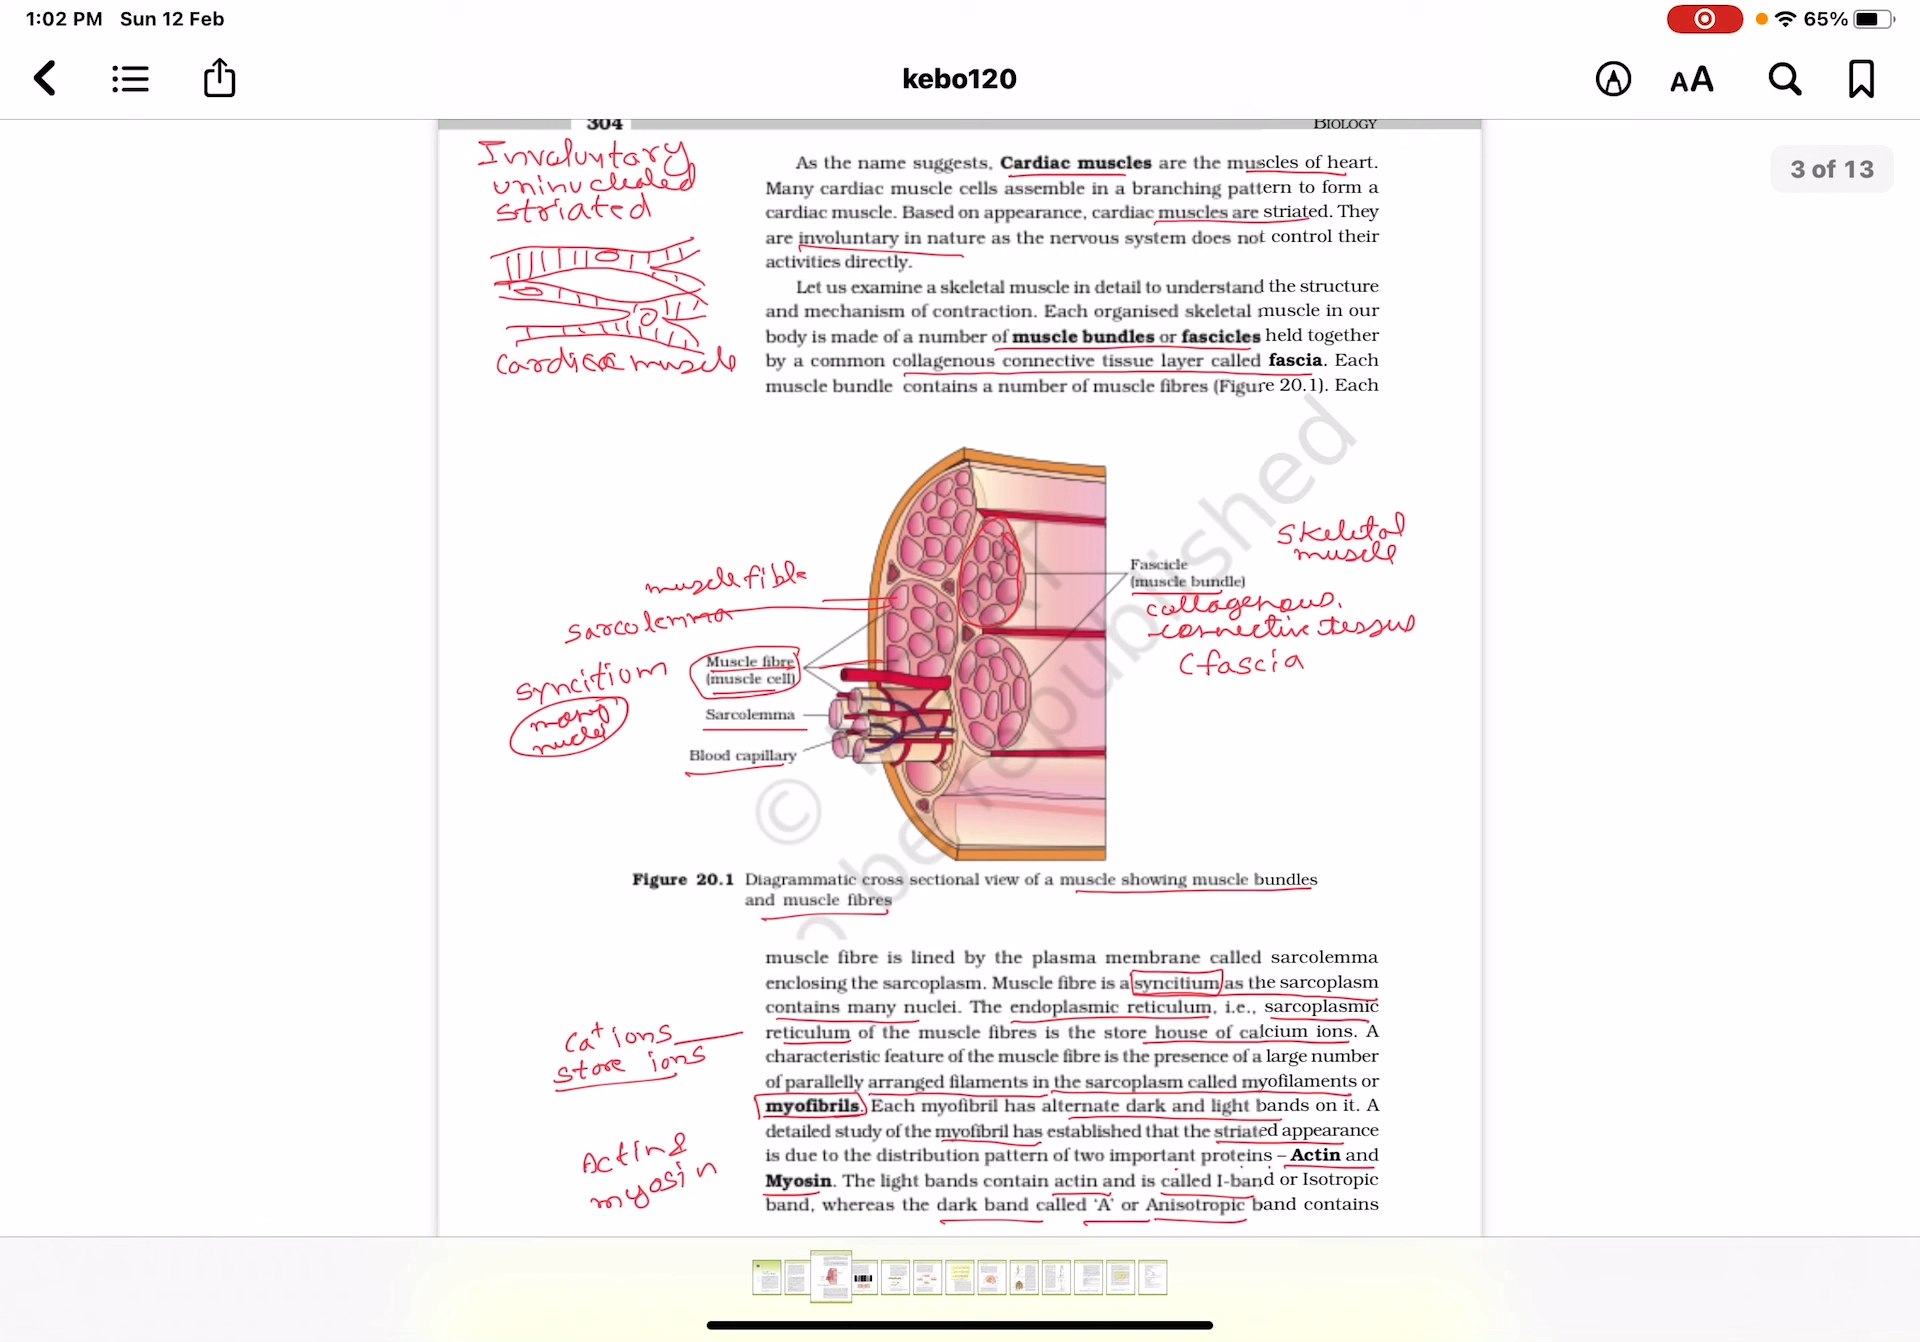 1:02 PM Sun 12 Feb
65%
kebo120
AA
3 of 13
304
BIOLOGY
Involuntary
uninucleated
striated
cardiac muscle
As the name suggests, Cardiac muscles are the muscles of heart.
Many cardiac muscle cells assemble in a branching pattern to form a
cardiac muscle. Based on appearance, cardiac muscles are striated. They
are involuntary in nature as the nervous system does not control their
activities directly.
Let us examine a skeletal muscle in detail to understand the structure
and mechanism of contraction. Each organised skeletal muscle in our
body is made of a number of muscle bundles or fascicles held together
by a common collagenous connective tissue layer called fascia. Each
muscle bundle contains a number of muscle fibres (Figure 20.1). Each
Skeletal
muscle
muscle fible
Sarcolemma
Fascicle
(muscle bundle)
collagenous.
connective tessus
(fascia
Muscle fibre
(muscle cell)
syncitium
many
nuclei
Sarcolemma
Blood capillary
©
be republished
Figure 20.1 Diagrammatic cross sectional view of a muscle showing muscle bundles
and muscle fibres
muscle fibre is lined by the plasma membrane called sarcolemma
enclosing the sarcoplasm. Muscle fibre is a syncitium as the sarcoplasm
contains many nuclei. The endoplasmic reticulum, i.e., sarcoplasmic
reticulum of the muscle fibres is the store house of calcium ions. A
characteristic feature of the muscle fibre is the presence of a large number
of parallelly arranged filaments in the sarcoplasm called myofilaments or
myofibrils. Each myofibril has alternate dark and light bands on it. A
detailed study of the myofibril has established that the striated appearance
is due to the distribution pattern of two important proteins – Actin and
Myosin. The light bands contain actin and is called I-band or Isotropic
band, whereas the dark band called 'A' or Anisotropic band contains
Ca+ ions
store ions
Actin &
myosin